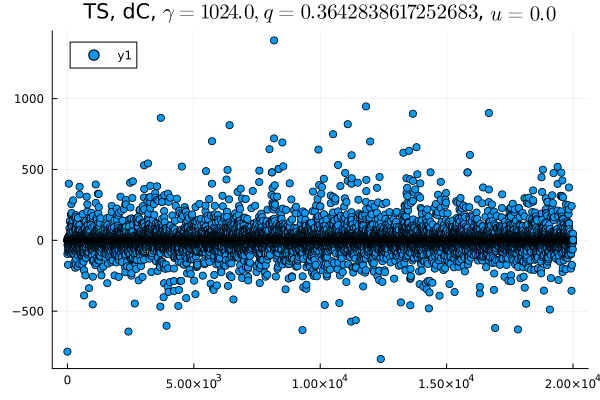 TS, dC, γ = 1024.0, q = 0.3642838617252683, u = 0.0
y1
1000
500
0
−500
0 5.00×10³ 1.00×10⁴ 1.50×10⁴ 2.00×10⁴